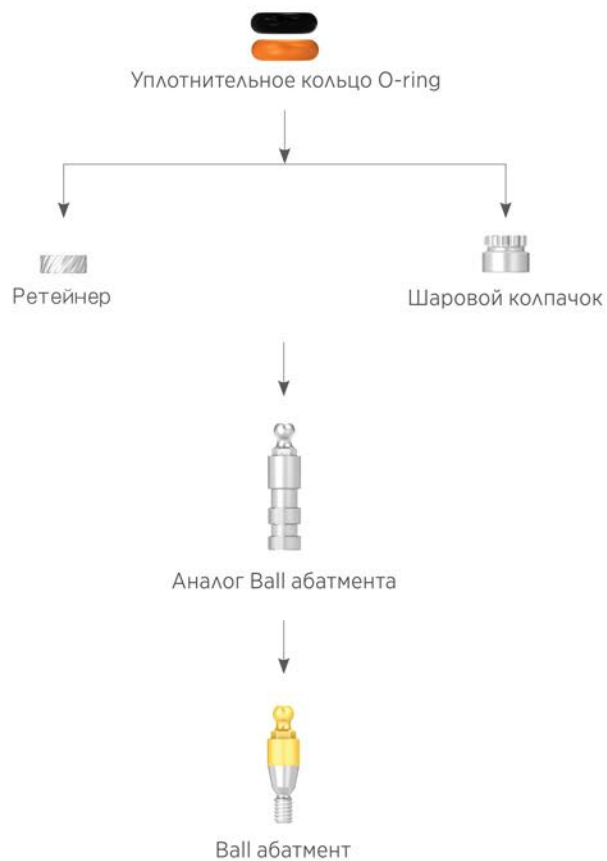 Уплотнительное кольцо O-ring
Ретейнер
Шаровой колпачок
Аналог Ball абатмента
Ball абатмент